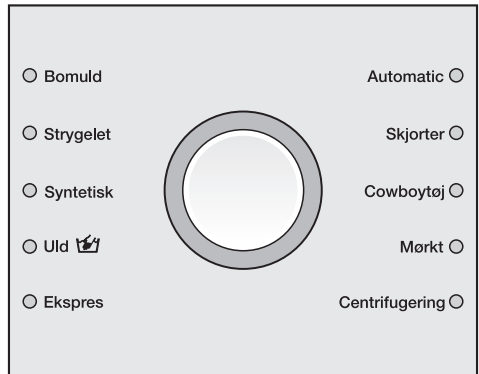 Bomuld
Strygelet
Syntetisk
Uld
Ekspres
Automatic
Skjorter
Cowboytøj
Mørkt
Centrifugering